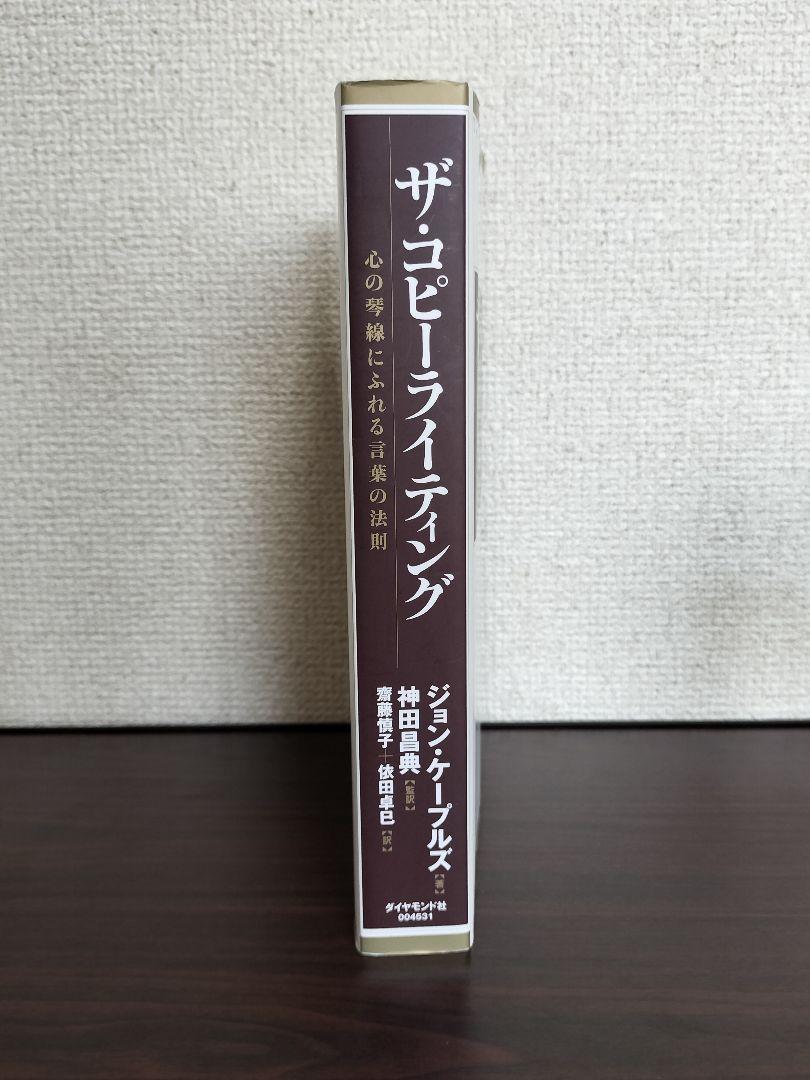 ザ・コピーライティング
心の琴線にふれる言葉の法則
ジョン・ケープルズ【著】
神田昌典【監訳】
齋藤慎子＋依田卓巳【訳】
ダイヤモンド社
004531